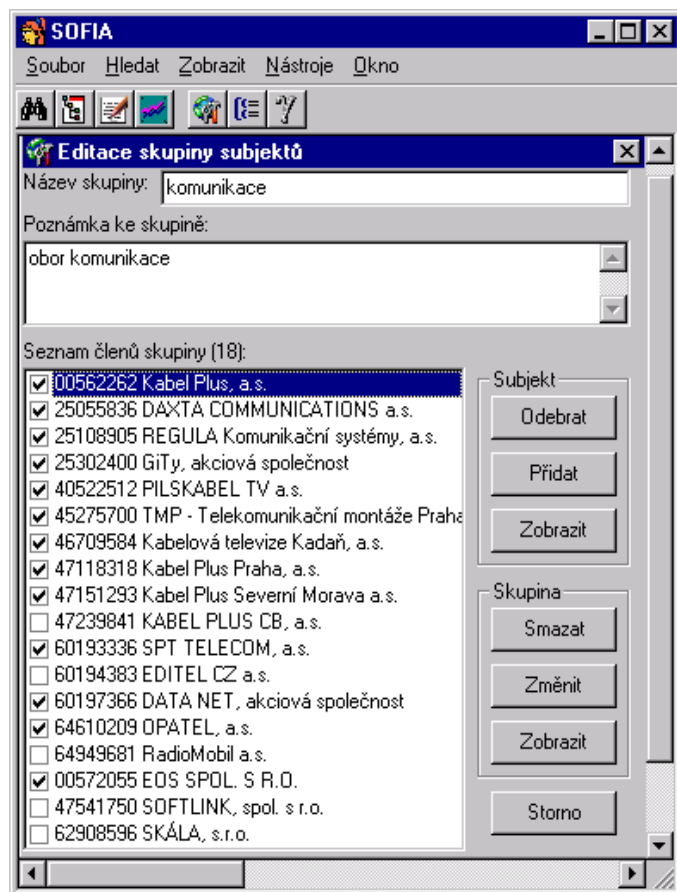 SOFIA
Soubor Hledat Zobrazit Nástroje Okno
Editace skupiny subjektů
Název skupiny: komunikace
Poznámka ke skupině:
obor komunikace
Seznam členů skupiny (18):
00562262 Kabel Plus, a.s.
25055836 DAXTA COMMUNICATIONS a.s.
25108905 REGULA Komunikační systémy, a.s.
25302400 GiTy, akciová společnost
40522512 PILSKABEL TV a.s.
45275700 TMP - Telekomunikační montáže Praha
46709584 Kabelová televize Kadaň, a.s.
47118318 Kabel Plus Praha, a.s.
47151293 Kabel Plus Severní Morava a.s.
47239841 KABEL PLUS CB, a.s.
60193336 SPT TELECOM, a.s.
60194383 EDITEL CZ a.s.
60197366 DATA NET, akciová společnost
64610209 OPATEL, a.s.
64949681 RadioMobil a.s.
00572055 EOS SPOL. S R.O.
47541750 SOFTLINK, spol. s r.o.
62908596 SKÁLA, s.r.o.
Subjekt
Odebrat
Přidat
Zobrazit
Skupina
Smazat
Změnit
Zobrazit
Storno